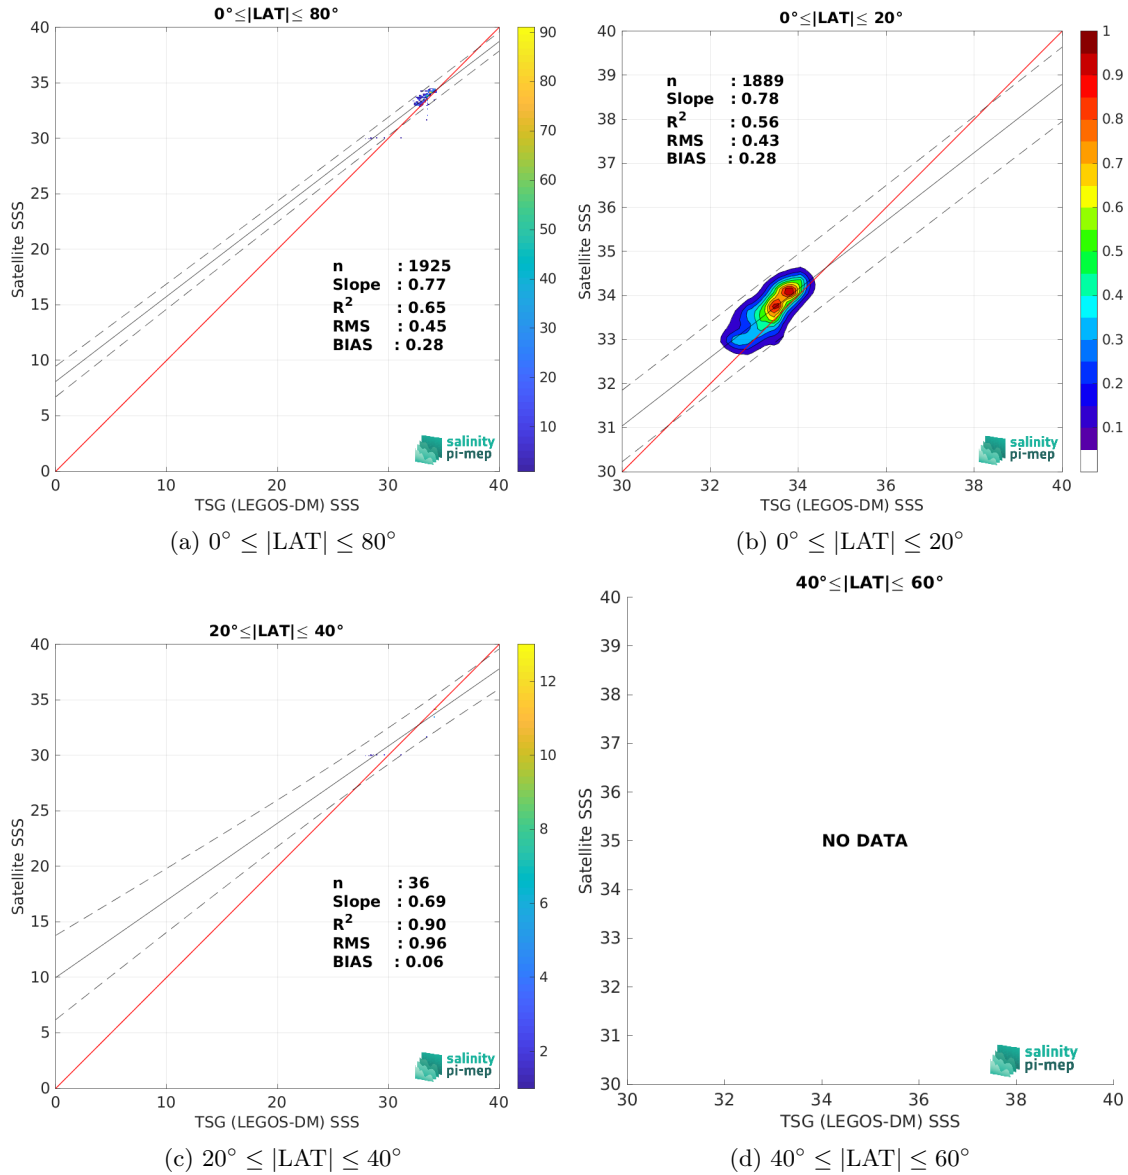 0°≤|LAT|≤ 80°
40
35
30
25
20
15
10
5
0
Satellite SSS
n : 1925
Slope : 0.77
R² : 0.65
RMS : 0.45
BIAS : 0.28
salinity
pi-mep
0 10 20 30 40
TSG (LEGOS-DM) SSS
90
80
70
60
50
40
30
20
10
(a) 0° ≤ |LAT| ≤ 80°
0°≤|LAT|≤ 20°
40
39
38
37
36
35
34
33
32
31
30
Satellite SSS
n : 1889
Slope : 0.78
R² : 0.56
RMS : 0.43
BIAS : 0.28
salinity
pi-mep
30 32 34 36 38 40
TSG (LEGOS-DM) SSS
1
0.9
0.8
0.7
0.6
0.5
0.4
0.3
0.2
0.1
(b) 0° ≤ |LAT| ≤ 20°
20°≤|LAT|≤ 40°
40
35
30
25
20
15
10
5
0
Satellite SSS
n : 36
Slope : 0.69
R² : 0.90
RMS : 0.96
BIAS : 0.06
salinity
pi-mep
0 10 20 30 40
TSG (LEGOS-DM) SSS
12
10
8
6
4
2
(c) 20° ≤ |LAT| ≤ 40°
40°≤|LAT|≤ 60°
40
39
38
37
36
35
34
33
32
31
30
Satellite SSS
NO DATA
salinity
pi-mep
30 32 34 36 38 40
TSG (LEGOS-DM) SSS
(d) 40° ≤ |LAT| ≤ 60°